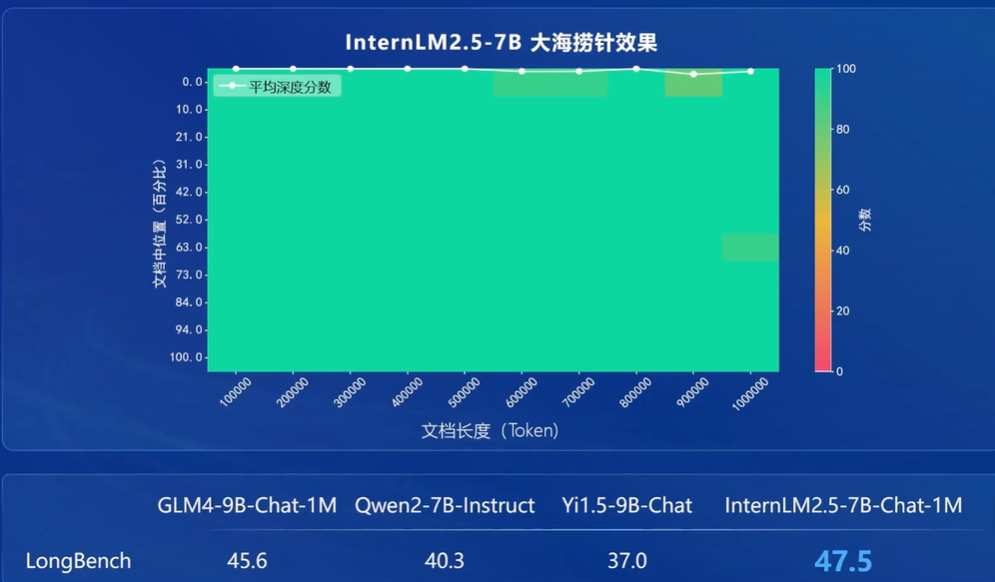 InternLM2.5-7B 大海捞针效果
平均深度分数
文档中位置（百分比）
0.0
10.0
21.0
31.0
42.0
52.0
63.0
73.0
84.0
94.0
100.0
100000 200000 300000 400000 500000 600000 700000 800000 900000 1000000
文档长度（Token）
100
80
60
40
20
0
分数
GLM4-9B-Chat-1M Qwen2-7B-Instruct Yi1.5-9B-Chat InternLM2.5-7B-Chat-1M
LongBench 45.6 40.3 37.0 47.5